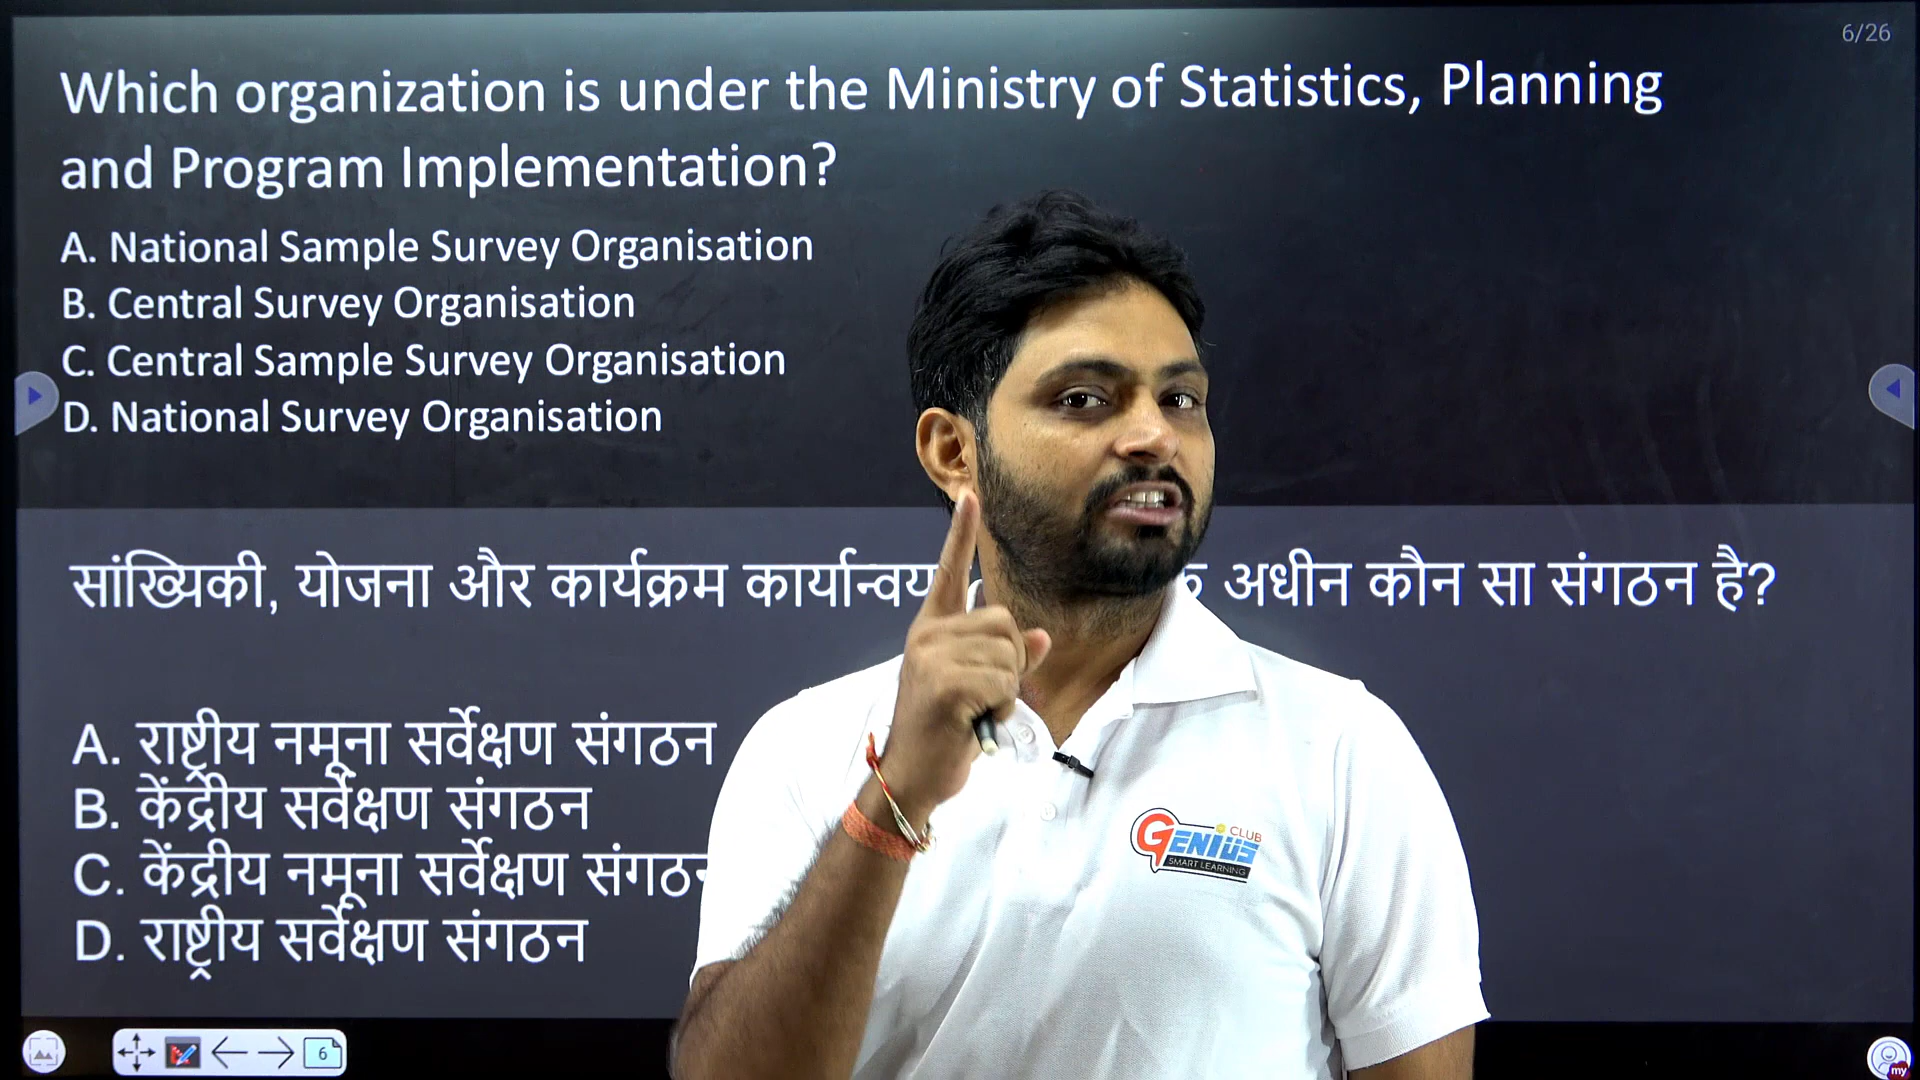 6/26
Which organization is under the Ministry of Statistics, Planning
and Program Implementation?
A. National Sample Survey Organisation
B. Central Survey Organisation
C. Central Sample Survey Organisation
D. National Survey Organisation
सांख्यिकी, योजना और कार्यक्रम अधीन कौन सा संगठन है?
A. राष्ट्रीय नमूना सर्वेक्षण संगठन
B. केंद्रीय सर्वेक्षण संगठन
C. केंद्रीय नमूना सर्वेक्षण
D. राष्ट्रीय सर्वेक्षण संगठन
GENIUS CLUB
SMART LEARNING
6
my